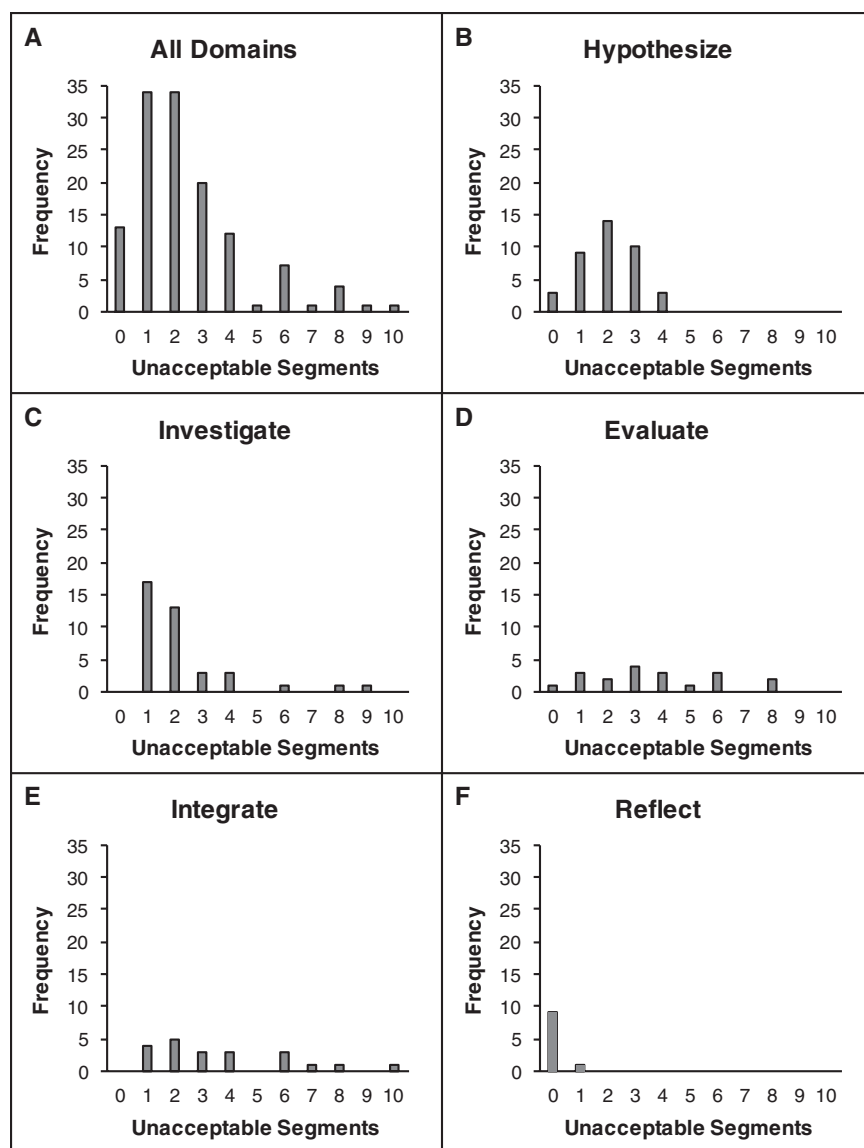 A
All Domains
35
30
25
20
15
10
5
0
Frequency
0 1 2 3 4 5 6 7 8 9 10
Unacceptable Segments
B
Hypothesize
35
30
25
20
15
10
5
0
Frequency
0 1 2 3 4 5 6 7 8 9 10
Unacceptable Segments
C
Investigate
35
30
25
20
15
10
5
0
Frequency
0 1 2 3 4 5 6 7 8 9 10
Unacceptable Segments
D
Evaluate
35
30
25
20
15
10
5
0
Frequency
0 1 2 3 4 5 6 7 8 9 10
Unacceptable Segments
E
Integrate
35
30
25
20
15
10
5
0
Frequency
0 1 2 3 4 5 6 7 8 9 10
Unacceptable Segments
F
Reflect
35
30
25
20
15
10
5
0
Frequency
0 1 2 3 4 5 6 7 8 9 10
Unacceptable Segments